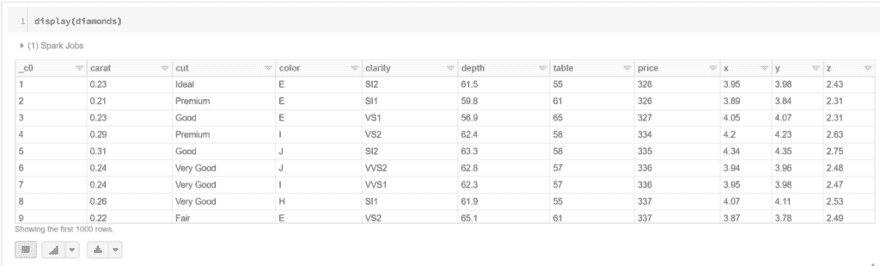 1 display(diamonds)
(1) Spark Jobs
_c0 carat cut color clarity depth table price x y z
1 0.23 Ideal E SI2 61.5 55 326 3.95 3.98 2.43
2 0.21 Premium E SI1 59.8 61 326 3.89 3.84 2.31
3 0.23 Good E VS1 56.9 65 327 4.05 4.07 2.31
4 0.29 Premium I VS2 62.4 58 334 4.2 4.23 2.63
5 0.31 Good J SI2 63.3 58 335 4.34 4.35 2.75
6 0.24 Very Good J VVS2 62.8 57 336 3.94 3.96 2.48
7 0.24 Very Good I VVS1 62.3 57 336 3.95 3.98 2.47
8 0.26 Very Good H SI1 61.9 55 337 4.07 4.11 2.53
9 0.22 Fair E VS2 65.1 61 337 3.87 3.78 2.49
Showing the first 1000 rows.